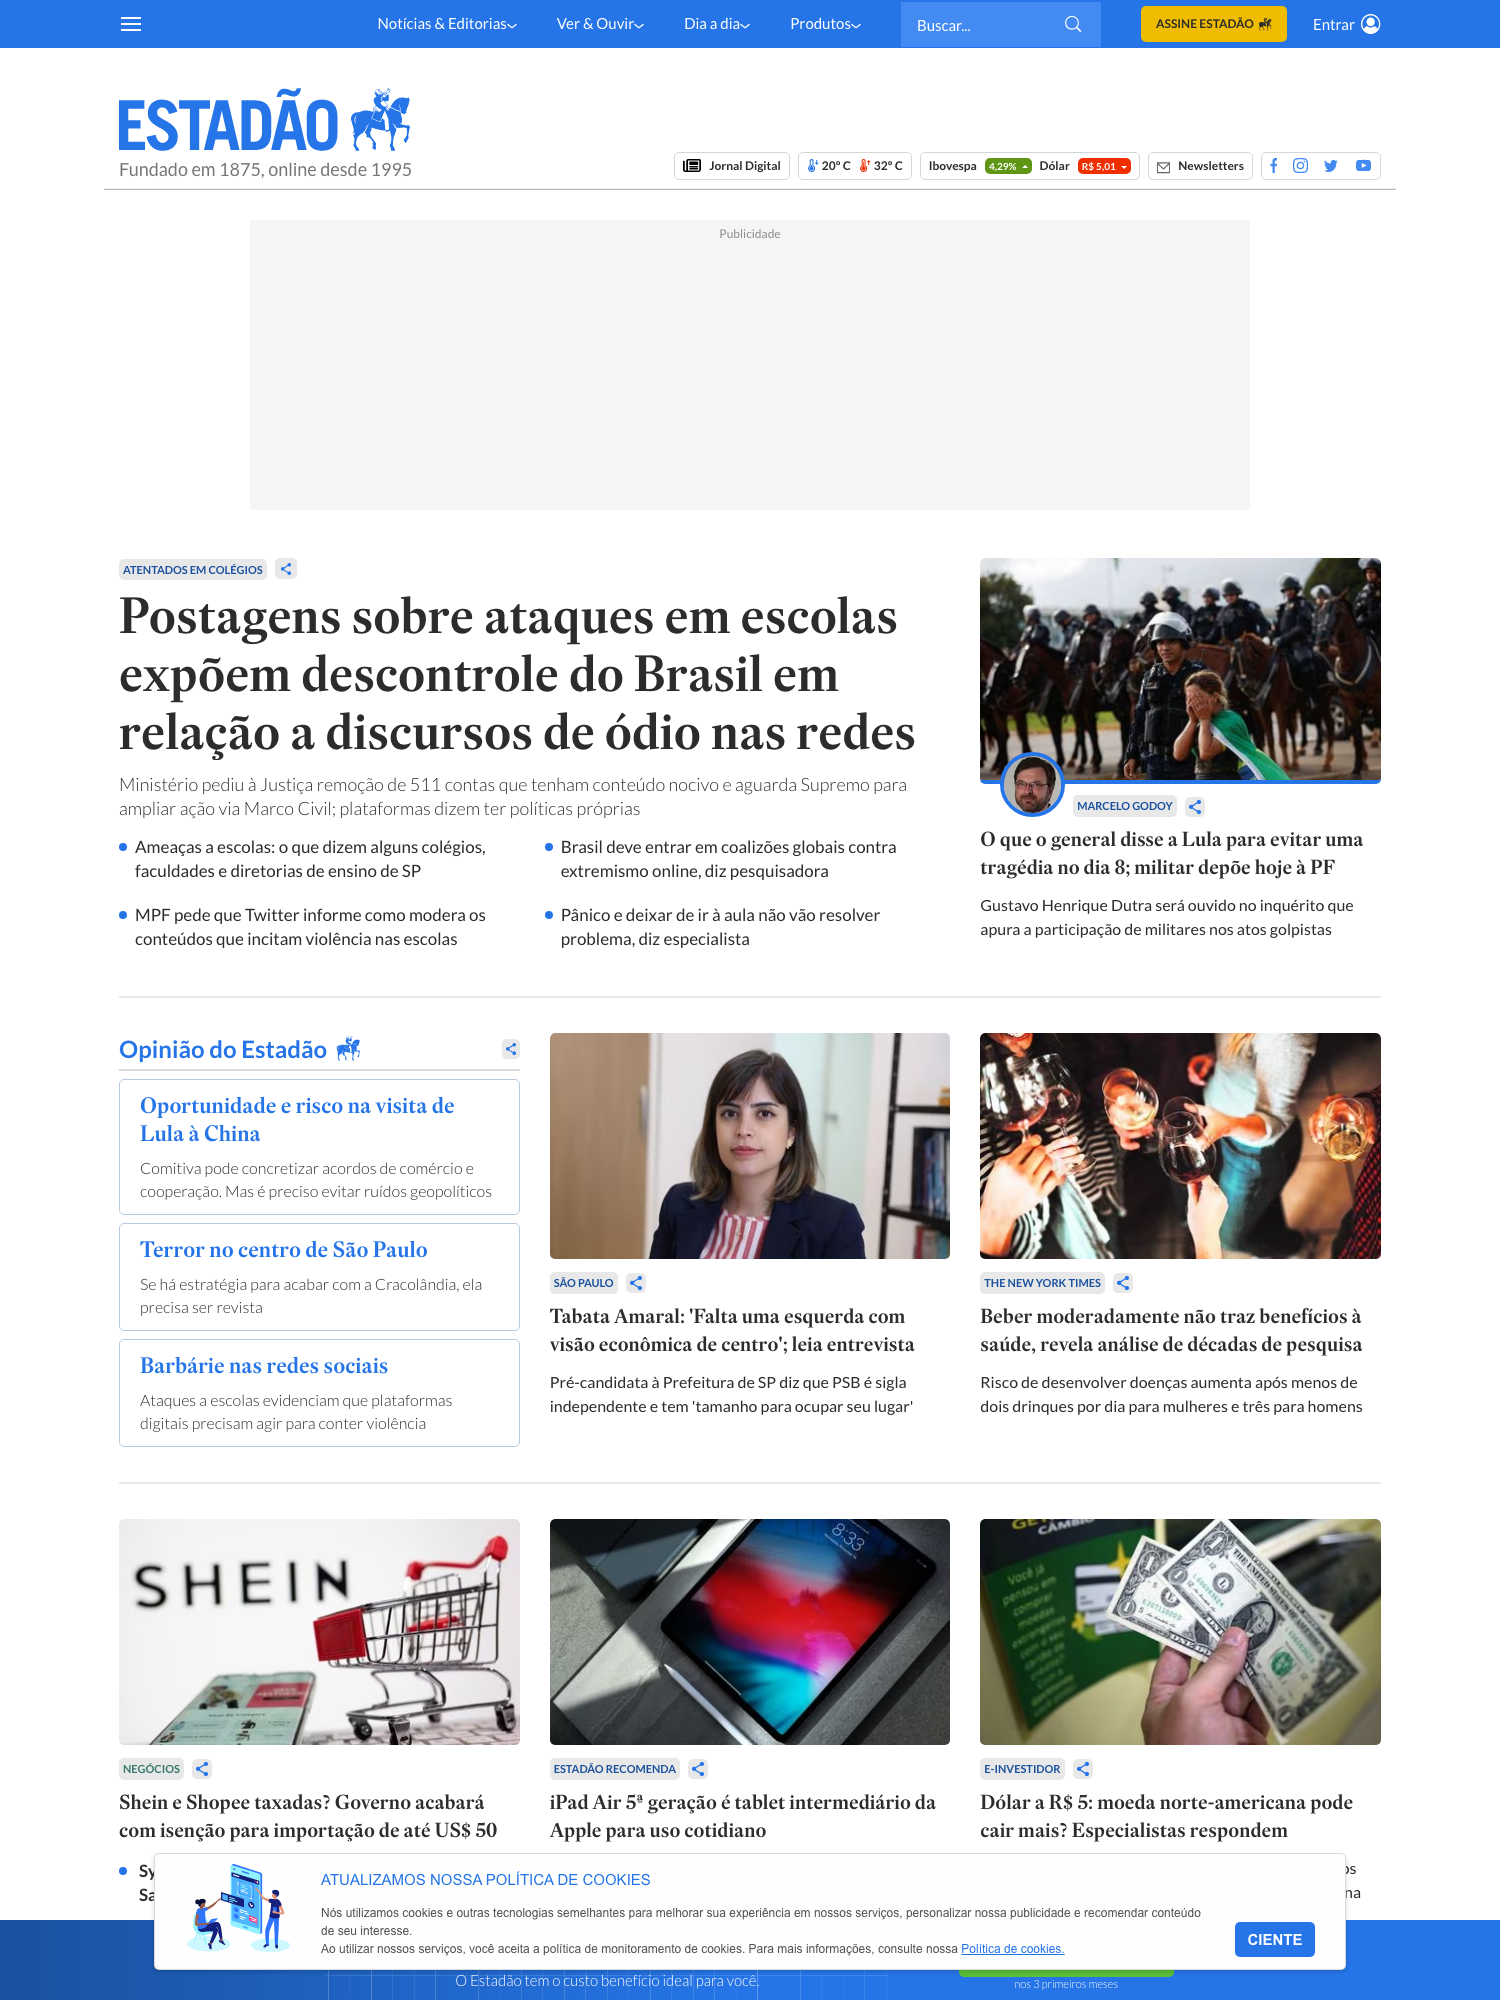 Notícias & Editorias
Ver & Ouvir
Dia a dia
Produtos
Buscar...
ASSINE ESTADÃO
Entrar
ESTADÃO
Fundado em 1875, online desde 1995
Jornal Digital
20º C 32º C
Ibovespa 4,29% Dólar R$ 5,01
Newsletters
Publicidade
ATENTADOS EM COLÉGIOS
Postagens sobre ataques em escolas
expõem descontrole do Brasil em
relação a discursos de ódio nas redes
Ministério pediu à Justiça remoção de 511 contas que tenham conteúdo nocivo e aguarda Supremo para
ampliar ação via Marco Civil; plataformas dizem ter políticas próprias
Ameaças a escolas: o que dizem alguns colégios,
faculdades e diretorias de ensino de SP
Brasil deve entrar em coalizões globais contra
extremismo online, diz pesquisadora
MPF pede que Twitter informe como modera os
conteúdos que incitam violência nas escolas
Pânico e deixar de ir à aula não vão resolver
problema, diz especialista
MARCELO GODOY
O que o general disse a Lula para evitar uma
tragédia no dia 8; militar depõe hoje à PF
Gustavo Henrique Dutra será ouvido no inquérito que
apura a participação de militares nos atos golpistas
Opinião do Estadão
Oportunidade e risco na visita de
Lula à China
Comitiva pode concretizar acordos de comércio e
cooperação. Mas é preciso evitar ruídos geopolíticos
Terror no centro de São Paulo
Se há estratégia para acabar com a Cracolândia, ela
precisa ser revista
Barbárie nas redes sociais
Ataques a escolas evidenciam que plataformas
digitais precisam agir para conter violência
SÃO PAULO
Tabata Amaral: 'Falta uma esquerda com
visão econômica de centro'; leia entrevista
Pré-candidata à Prefeitura de SP diz que PSB é sigla
independente e tem 'tamanho para ocupar seu lugar'
THE NEW YORK TIMES
Beber moderadamente não traz benefícios à
saúde, revela análise de décadas de pesquisa
Risco de desenvolver doenças aumenta após menos de
dois drinques por dia para mulheres e três para homens
SHEIN
8:33
CÂMBIO
Você já
pensou em
comprar
moedas
NEGÓCIOS
Shein e Shopee taxadas? Governo acabará
com isenção para importação de até US$ 50
Sy
Sa
ESTADÃO RECOMENDA
iPad Air 5ª geração é tablet intermediário da
Apple para uso cotidiano
E-INVESTIDOR
Dólar a R$ 5: moeda norte-americana pode
cair mais? Especialistas respondem
os
na
ATUALIZAMOS NOSSA POLÍTICA DE COOKIES
Nós utilizamos cookies e outras tecnologias semelhantes para melhorar sua experiência em nossos serviços, personalizar nossa publicidade e recomendar conteúdo
de seu interesse.
Ao utilizar nossos serviços, você aceita a política de monitoramento de cookies. Para mais informações, consulte nossa Política de cookies.
CIENTE
O Estadão tem o custo benefício ideal para você.
nos 3 primeiros meses